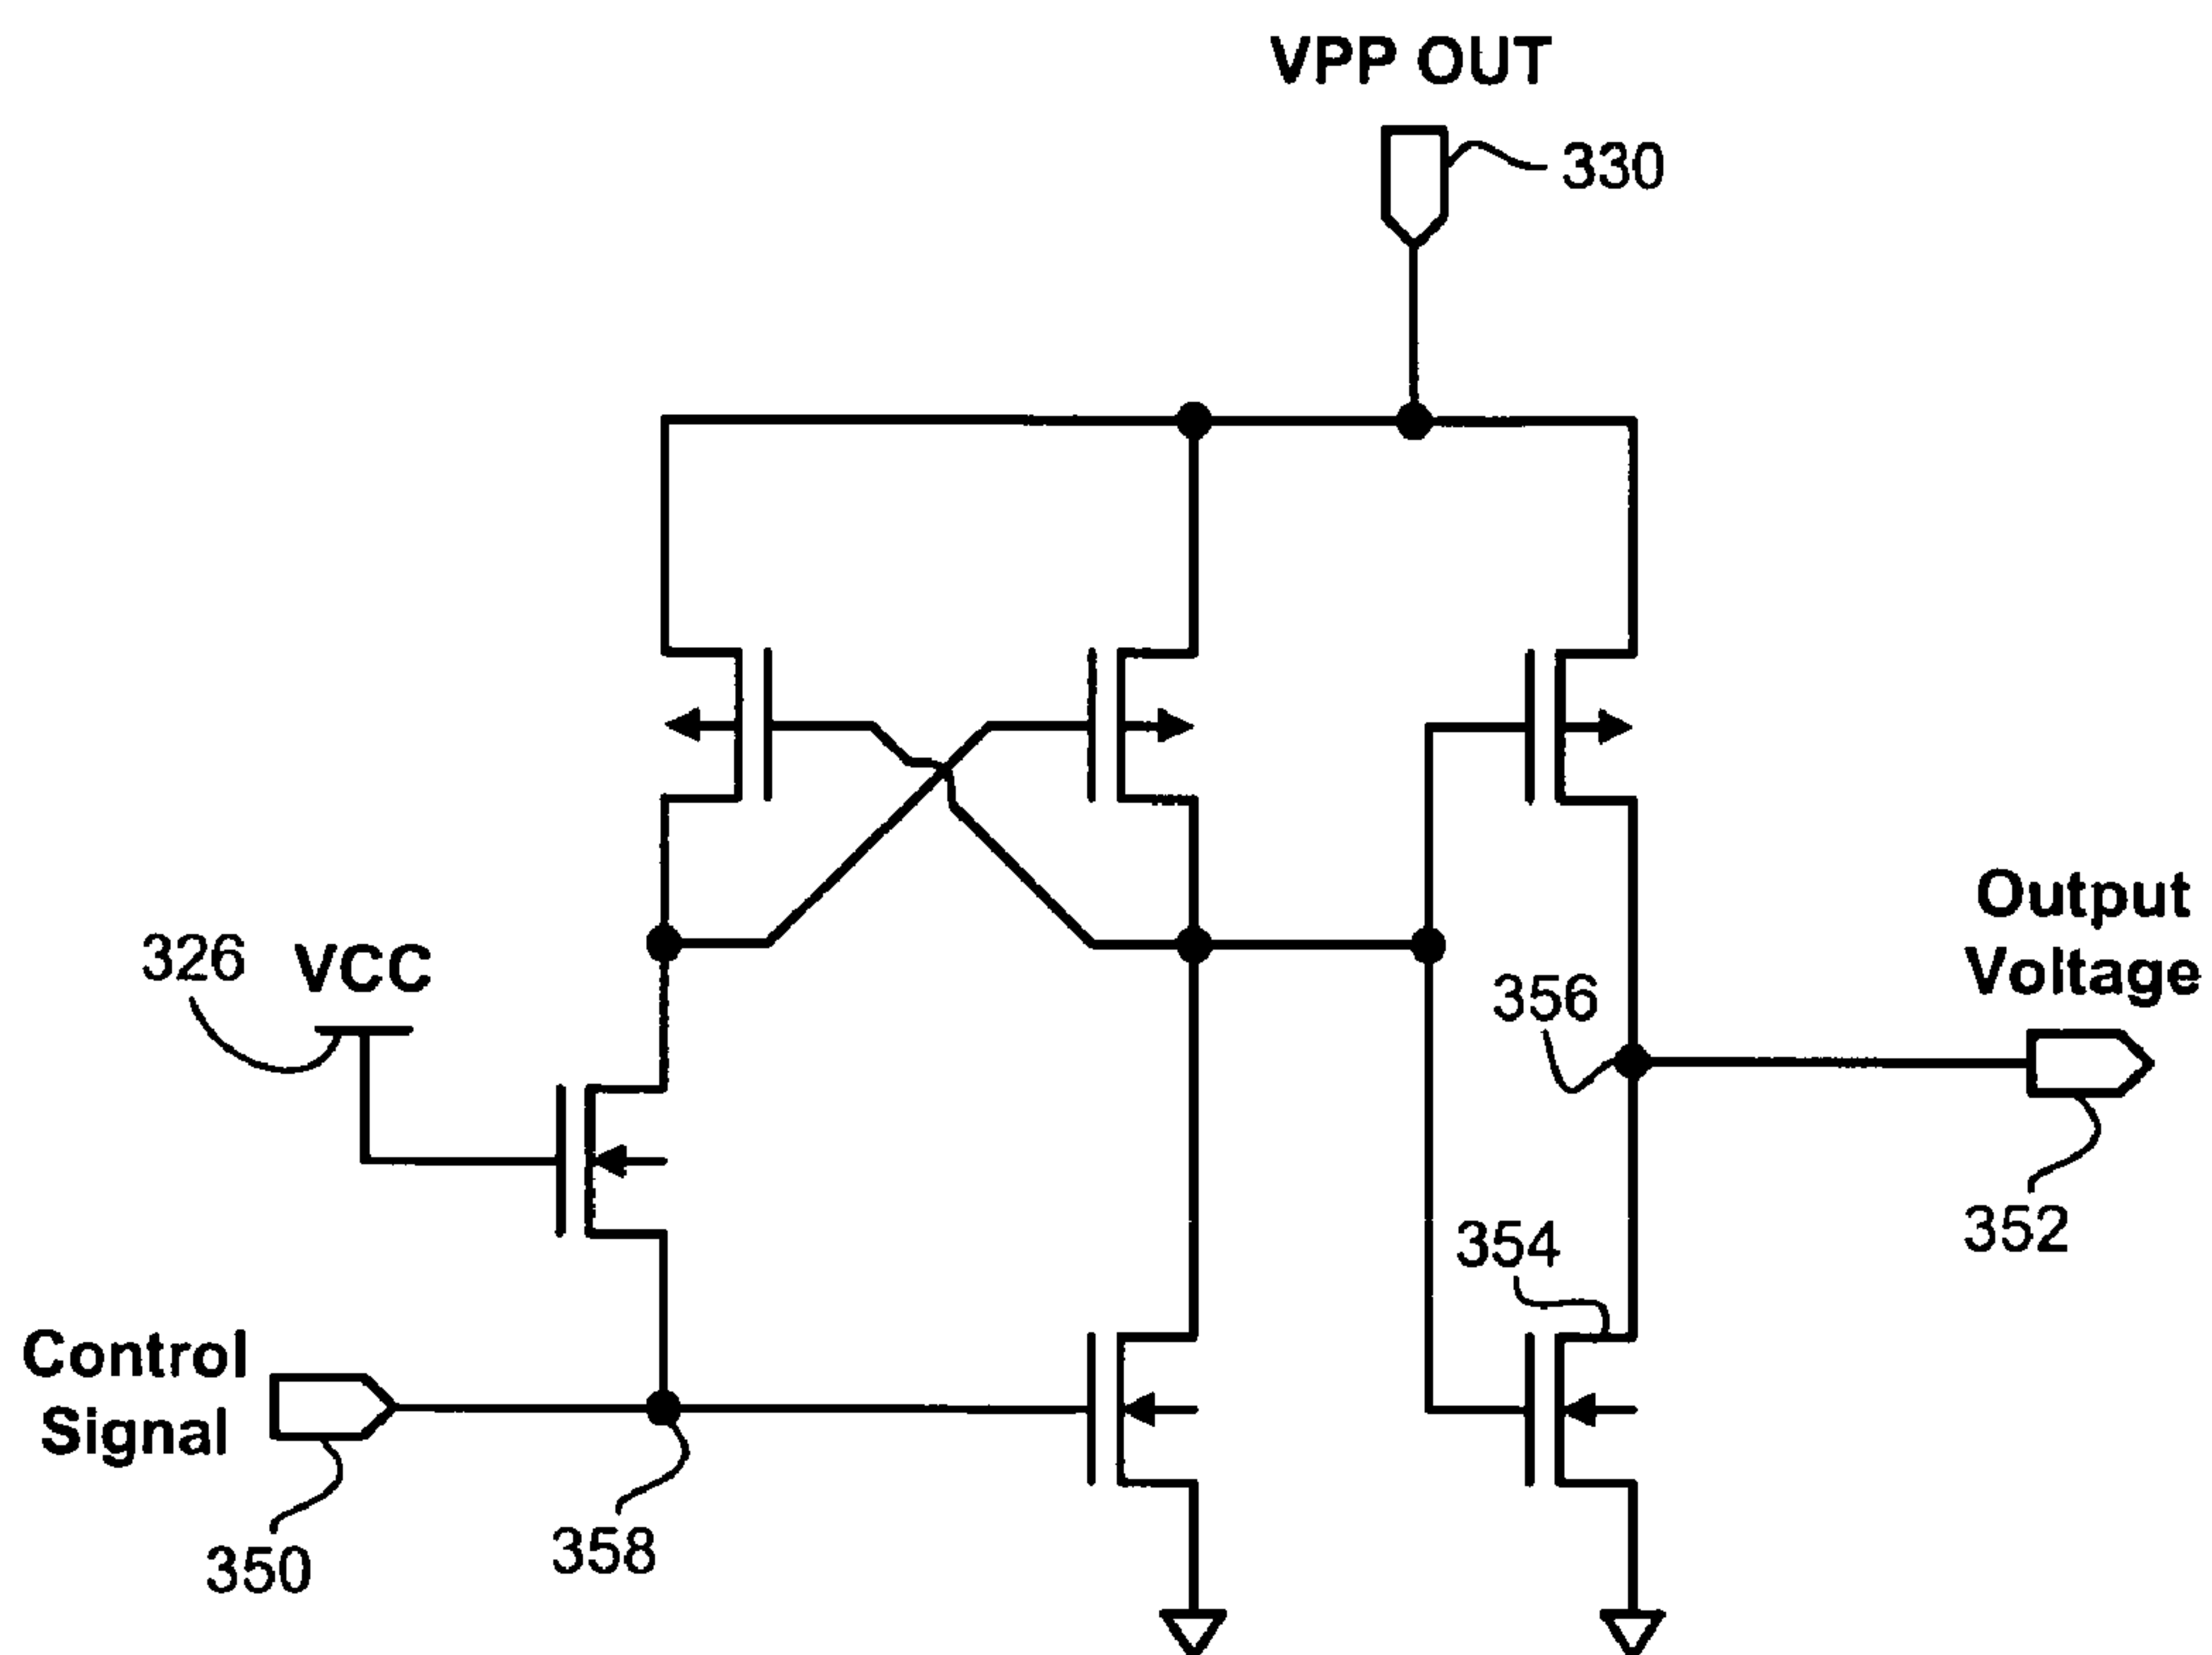 VPP OUT
330
326
VCC
Output
Voltage
356
352
354
Control
Signal
350
358